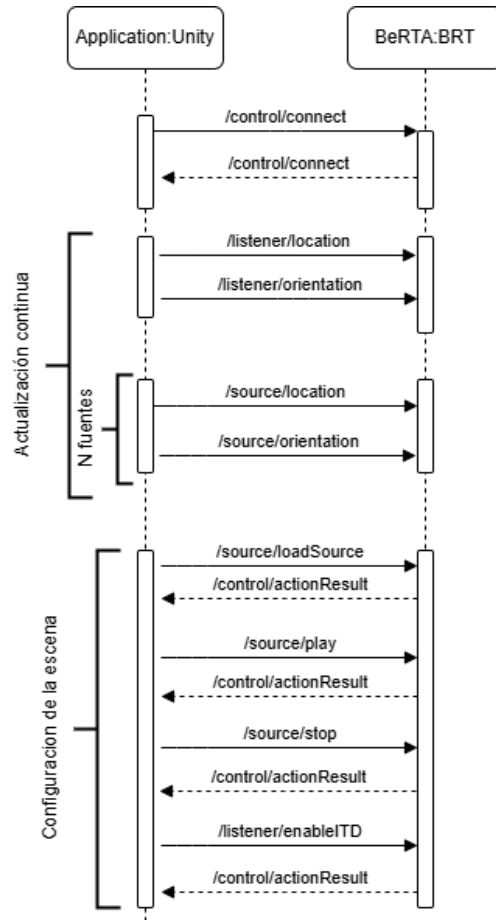 Application:Unity
BeRTA:BRT
/control/connect
/control/connect
Actualización continua
/listener/location
/listener/orientation
N fuentes
/source/location
/source/orientation
Configuracion de la escena
/source/loadSource
/control/actionResult
/source/play
/control/actionResult
/source/stop
/control/actionResult
/listener/enableITD
/control/actionResult